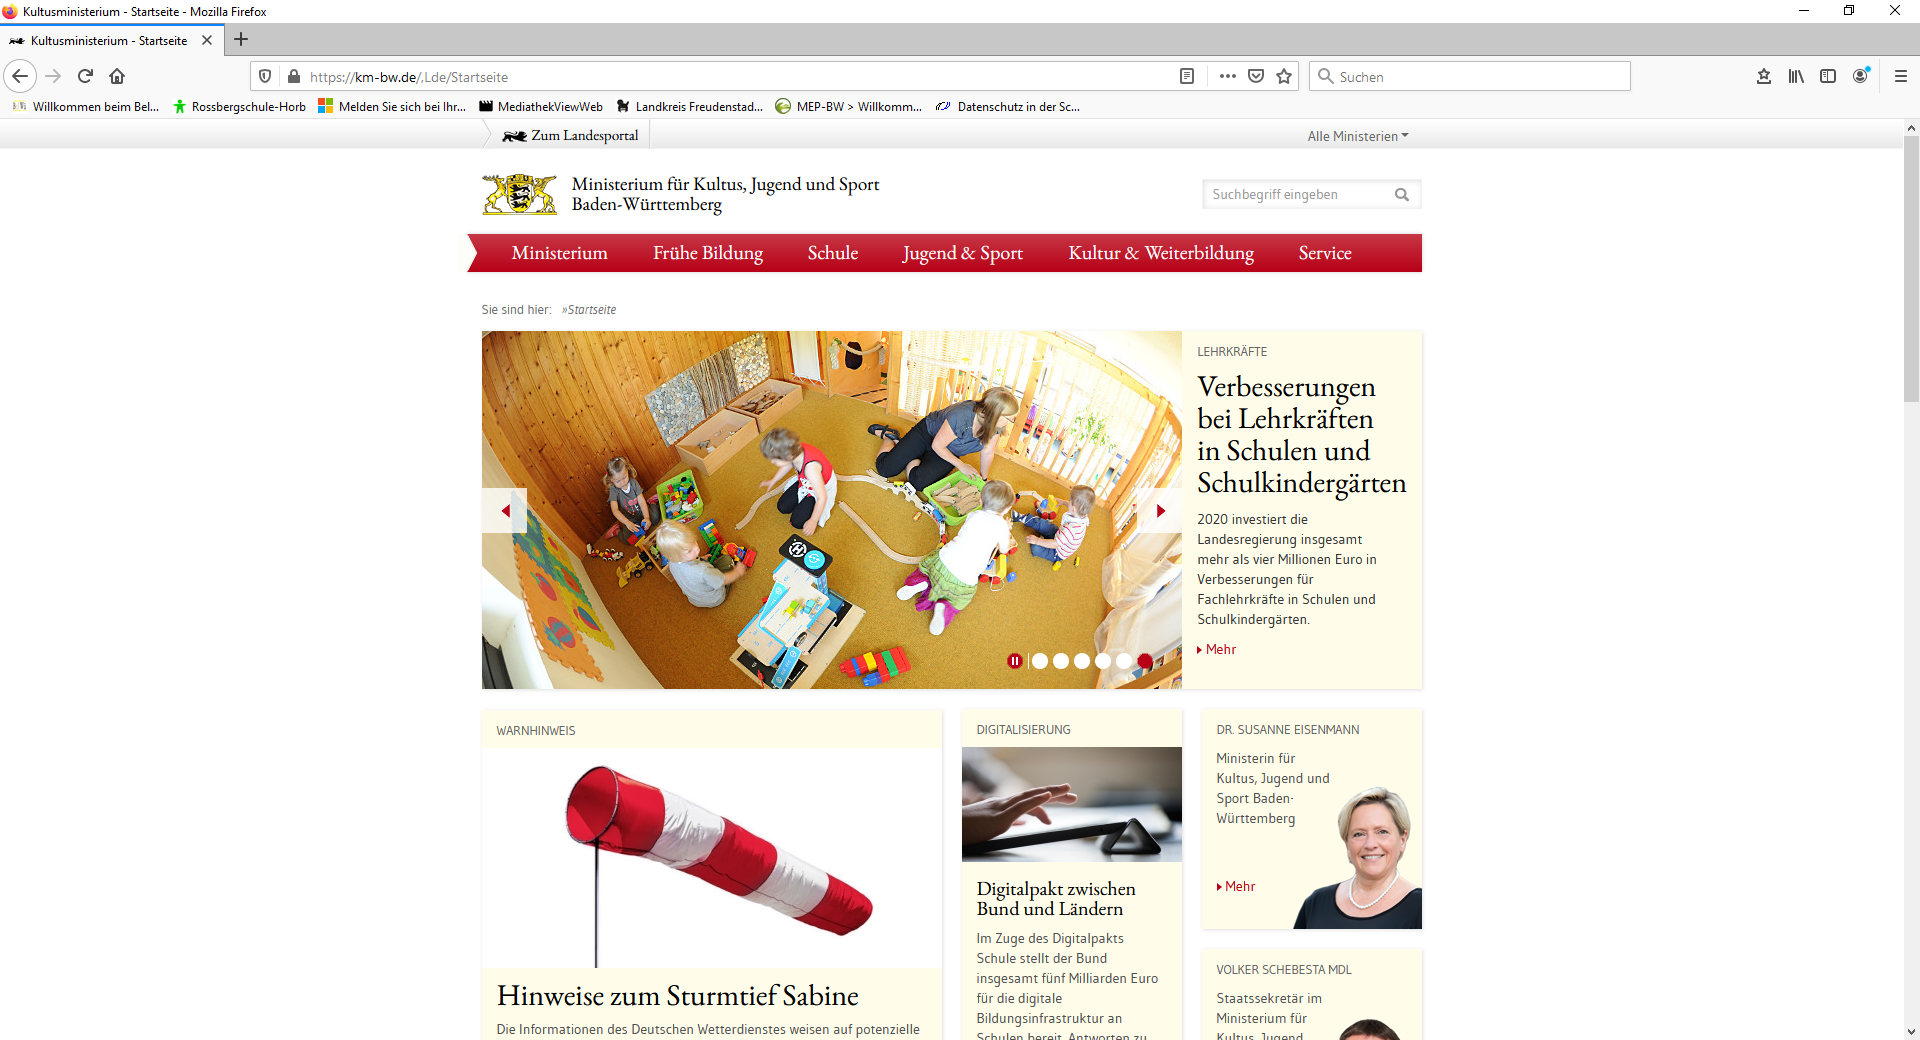 Kultusministerium - Startseite - Mozilla Firefox
Kultusministerium - Startseite
https://km-bw.de/,Lde/Startseite
Suchen
Willkommen beim Bel...
Rossbergschule-Horb
Melden Sie sich bei Ihr...
MediathekViewWeb
Landkreis Freudenstad...
MEP-BW > Willkomm...
Datenschutz in der Sc...
Zum Landesportal
Alle Ministerien
Ministerium für Kultus, Jugend und Sport
Baden-Württemberg
Suchbegriff eingeben
Ministerium
Frühe Bildung
Schule
Jugend & Sport
Kultur & Weiterbildung
Service
Sie sind hier: »Startseite
LEHRKRÄFTE
Verbesserungen
bei Lehrkräften
in Schulen und
Schulkindergärten
2020 investiert die
Landesregierung insgesamt
mehr als vier Millionen Euro in
Verbesserungen für
Fachlehrkräfte in Schulen und
Schulkindergärten.
Mehr
WARNHINWEIS
Hinweise zum Sturmtief Sabine
Die Informationen des Deutschen Wetterdienstes weisen auf potenzielle
DIGITALISIERUNG
Digitalpakt zwischen
Bund und Ländern
Im Zuge des Digitalpakts
Schule stellt der Bund
insgesamt fünf Milliarden Euro
für die digitale
Bildungsinfrastruktur an
Schulen bereit. Antworten zu
DR. SUSANNE EISENMANN
Ministerin für
Kultus, Jugend und
Sport Baden-
Württemberg
Mehr
VOLKER SCHEBESTA MDL
Staatssekretär im
Ministerium für
Kultus, Jugend